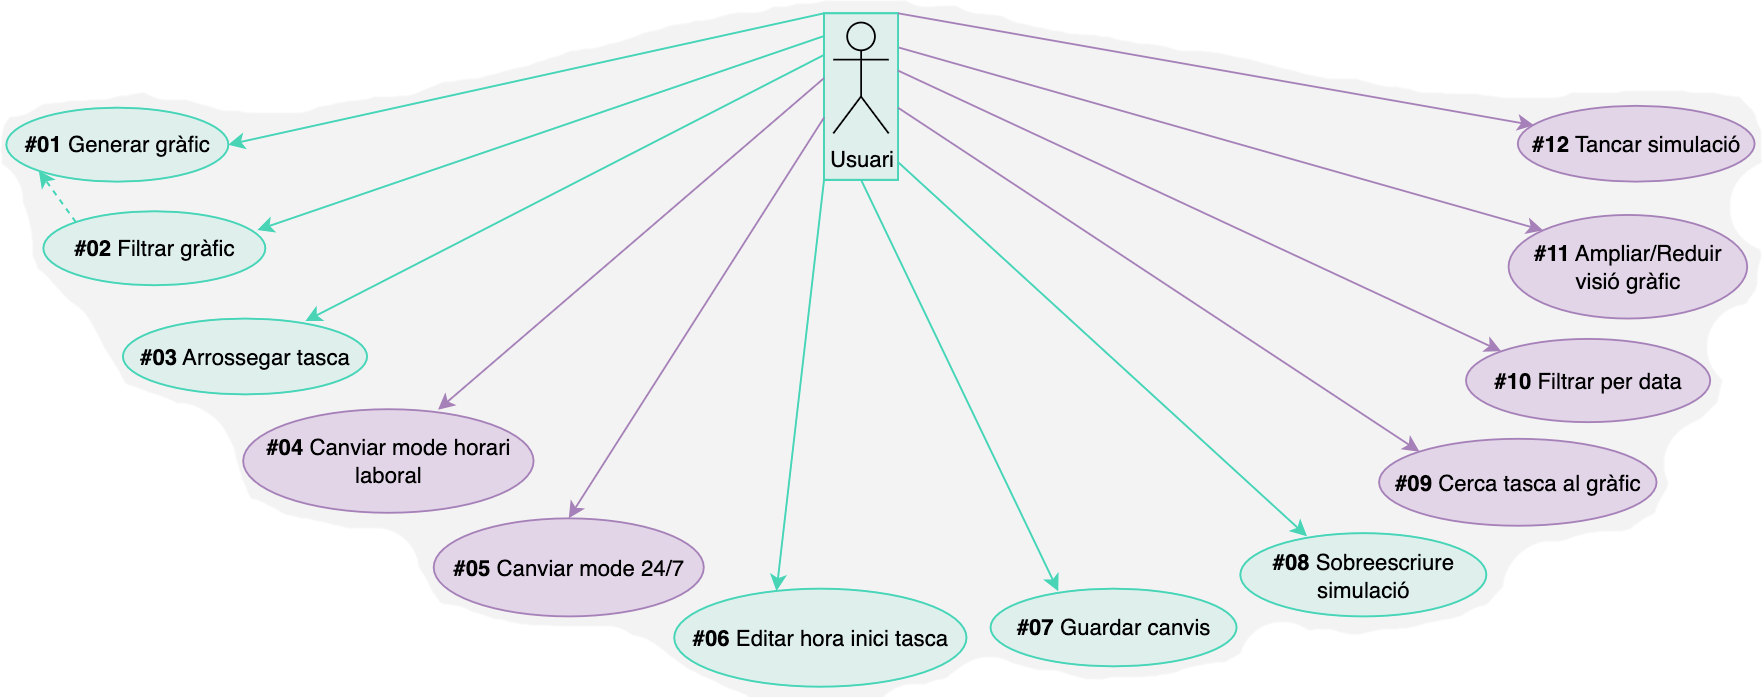 Usuari
#01 Generar gràfic
#02 Filtrar gràfic
#03 Arrossegar tasca
#04 Canviar mode horari
laboral
#05 Canviar mode 24/7
#06 Editar hora inici tasca
#07 Guardar canvis
#08 Sobreescriure
simulació
#09 Cerca tasca al gràfic
#10 Filtrar per data
#11 Ampliar/Reduir
visió gràfic
#12 Tancar simulació